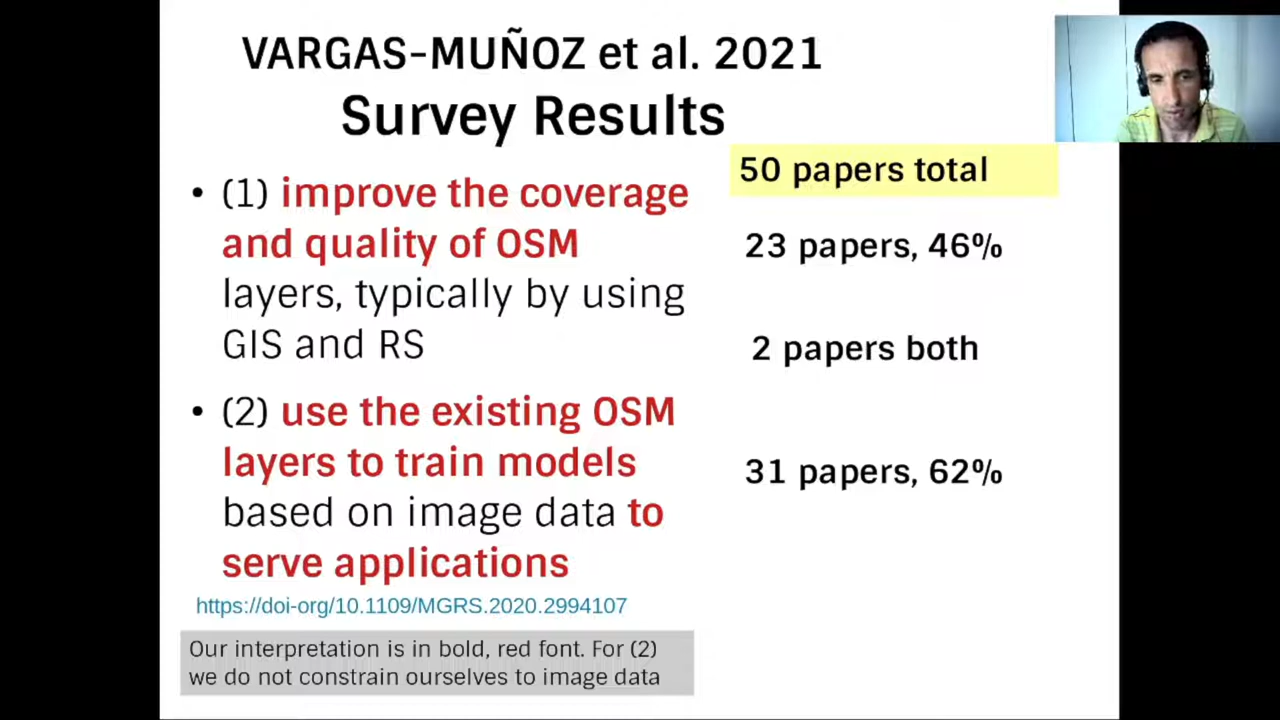 VARGAS-MUÑOZ et al. 2021
Survey Results
50 papers total
• (1) improve the coverage
and quality of OSM
layers, typically by using
GIS and RS
23 papers, 46%
2 papers both
• (2) use the existing OSM
layers to train models
based on image data to
serve applications
31 papers, 62%
https://doi-org/10.1109/MGRS.2020.2994107
Our interpretation is in bold, red font. For (2)
we do not constrain ourselves to image data